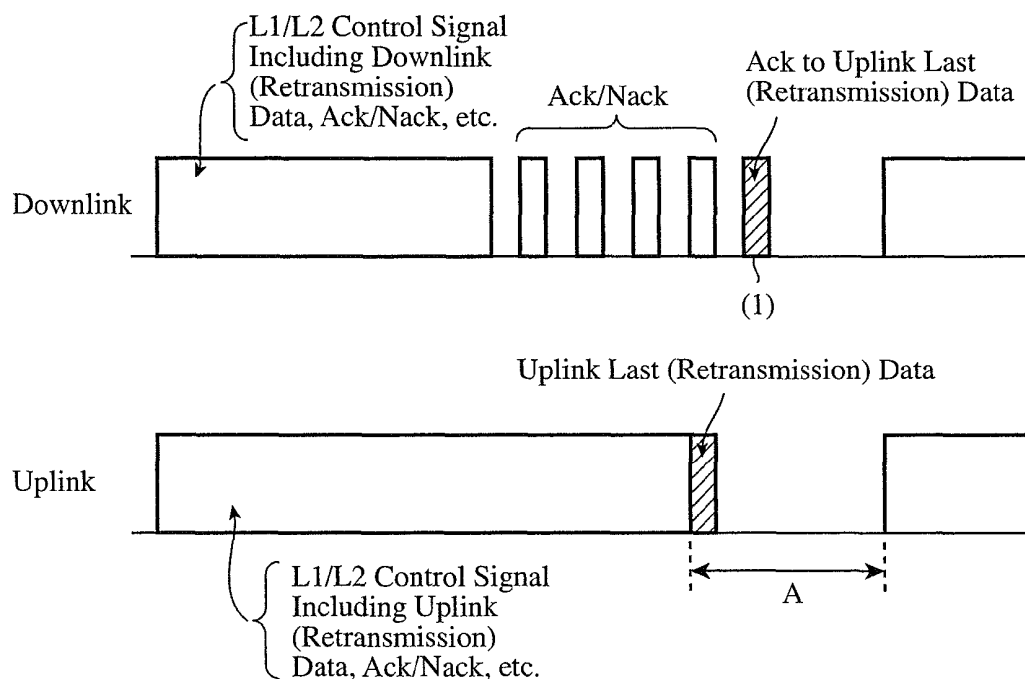 L1/L2 Control Signal
Including Downlink
(Retransmission)
Data, Ack/Nack, etc.
Ack/Nack
Ack to Uplink Last
(Retransmission) Data
Downlink
(1)
Uplink Last (Retransmission) Data
Uplink
A
L1/L2 Control Signal
Including Uplink
(Retransmission)
Data, Ack/Nack, etc.